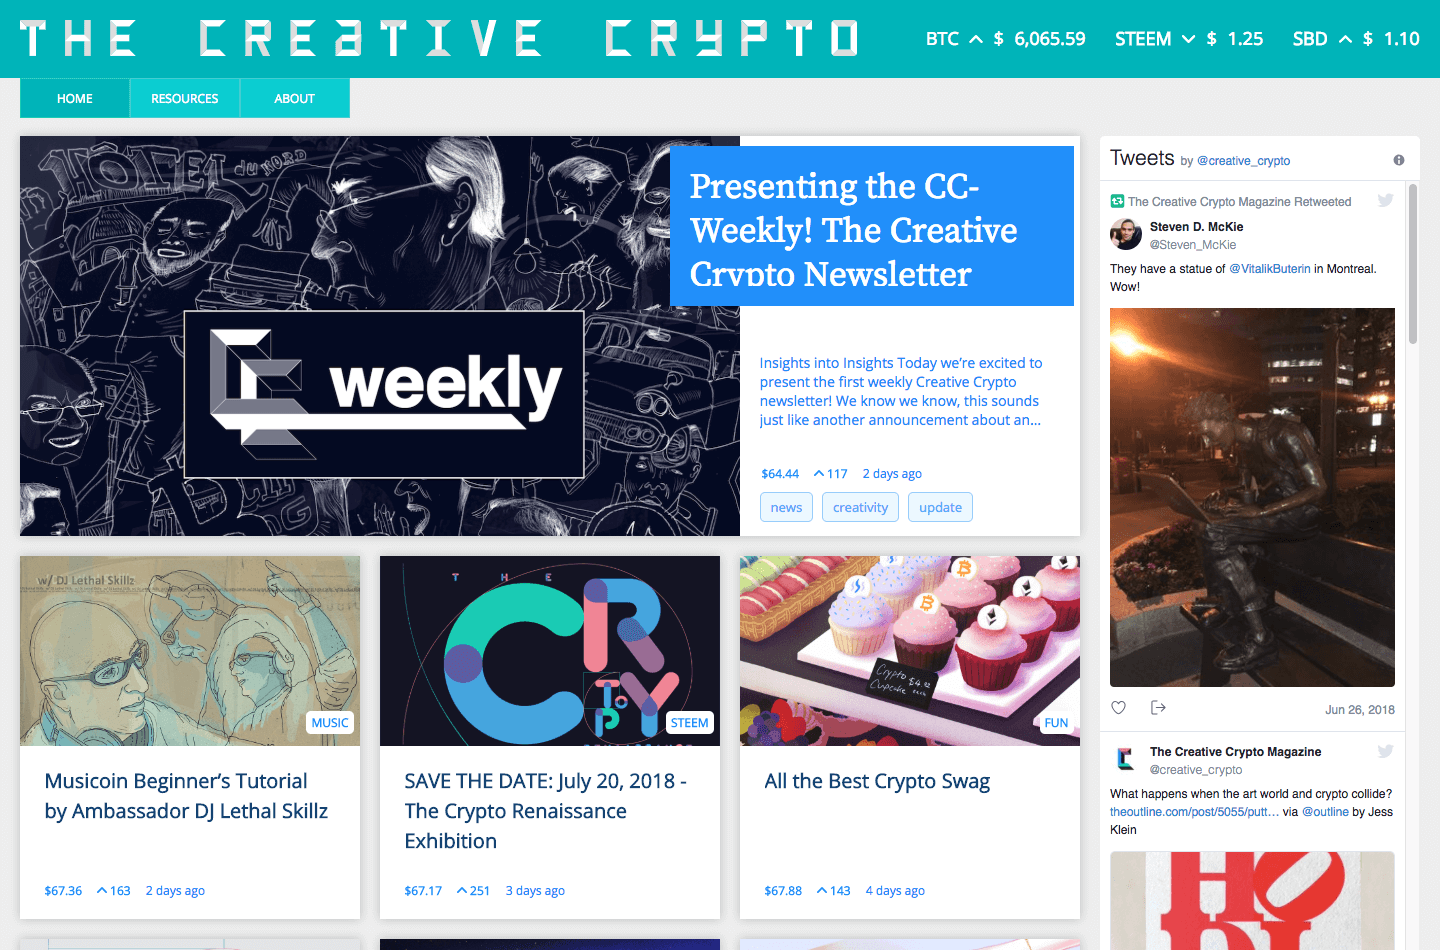 THE CREATIVE CRYPTO
BTC $ 6,065.59 STEEM $ 1.25 SBD $ 1.10
HOME RESOURCES ABOUT
HÔTEL du NORD
weekly
Presenting the CC-
Weekly! The Creative
Crypto Newsletter
Insights into Insights Today we're excited to
present the first weekly Creative Crypto
newsletter! We know we know, this sounds
just like another announcement about an...
$64.44 117 2 days ago
news creativity update
w/ DJ Lethal Skillz
MUSIC
Musicoin Beginner's Tutorial
by Ambassador DJ Lethal Skillz
$67.36 163 2 days ago
THE
CRYPTO
STEEM
SAVE THE DATE: July 20, 2018 -
The Crypto Renaissance
Exhibition
$67.17 251 3 days ago
Crypto $4.
Cupcake
FUN
All the Best Crypto Swag
$67.88 143 4 days ago
Tweets by @creative_crypto
The Creative Crypto Magazine Retweeted
Steven D. McKie
@Steven_McKie
They have a statue of @VitalikButerin in Montreal.
Wow!
Jun 26, 2018
The Creative Crypto Magazine
@creative_crypto
What happens when the art world and crypto collide?
theoutline.com/post/5055/putt... via @outline by Jess
Klein
HO
DL